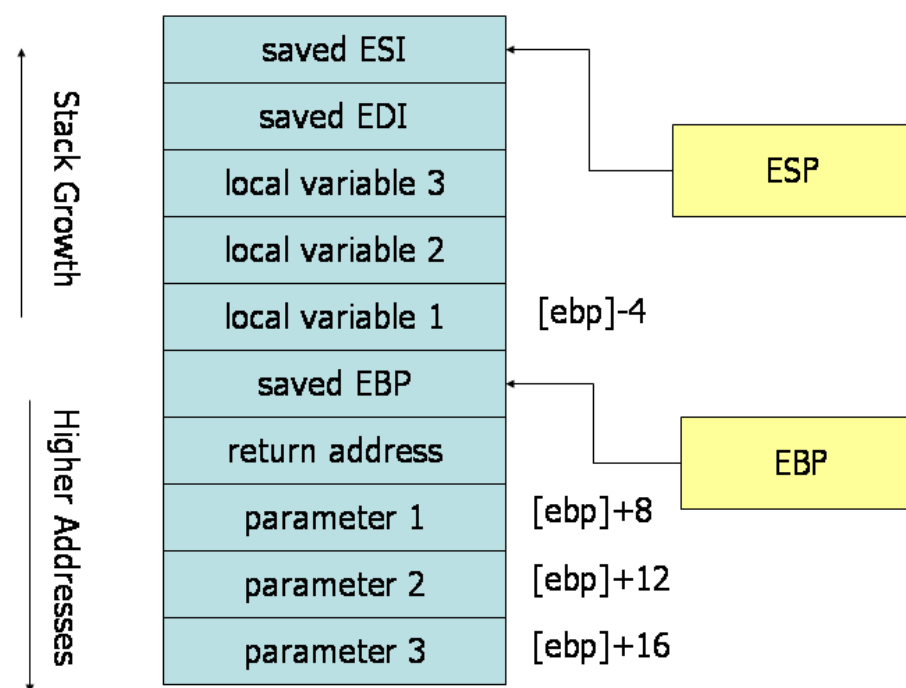 saved ESI
saved EDI
local variable 3
local variable 2
local variable 1
saved EBP
return address
parameter 1
parameter 2
parameter 3
[ebp]-4
[ebp]+8
[ebp]+12
[ebp]+16
ESP
EBP
Stack Growth
Higher Addresses